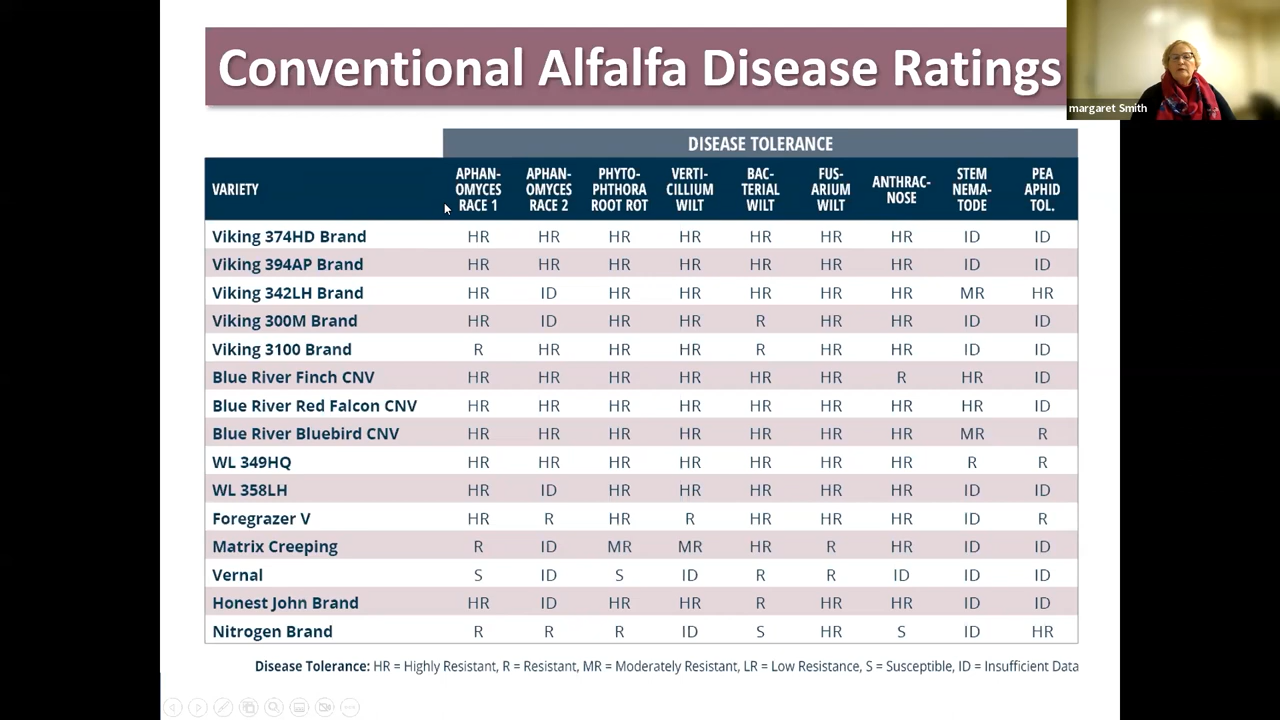 Conventional Alfalfa Disease Ratings
margaret Smith
DISEASE TOLERANCE
VARIETY APHAN-OMYCES RACE 1 APHAN-OMYCES RACE 2 PHYTO-PHTHORA ROOT ROT VERTI-CILLIUM WILT BAC-TERIAL WILT FUS-ARIUM WILT ANTHRAC-NOSE STEM NEMA-TODE PEA APHID TOL.
Viking 374HD Brand HR HR HR HR HR HR HR ID ID
Viking 394AP Brand HR HR HR HR HR HR HR ID ID
Viking 342LH Brand HR ID HR HR HR HR HR MR HR
Viking 300M Brand HR ID HR HR R HR HR ID ID
Viking 3100 Brand R HR HR HR R HR HR ID ID
Blue River Finch CNV HR HR HR HR HR HR R HR ID
Blue River Red Falcon CNV HR HR HR HR HR HR HR HR ID
Blue River Bluebird CNV HR HR HR HR HR HR HR MR R
WL 349HQ HR HR HR HR HR HR HR R R
WL 358LH HR ID HR HR HR HR HR ID ID
Foregrazer V HR R HR R HR HR HR ID R
Matrix Creeping R ID MR MR HR R HR ID ID
Vernal S ID S ID R R ID ID ID
Honest John Brand HR ID HR HR R HR HR ID ID
Nitrogen Brand R R R ID S HR S ID HR
Disease Tolerance: HR = Highly Resistant, R = Resistant, MR = Moderately Resistant, LR = Low Resistance, S = Susceptible, ID = Insufficient Data